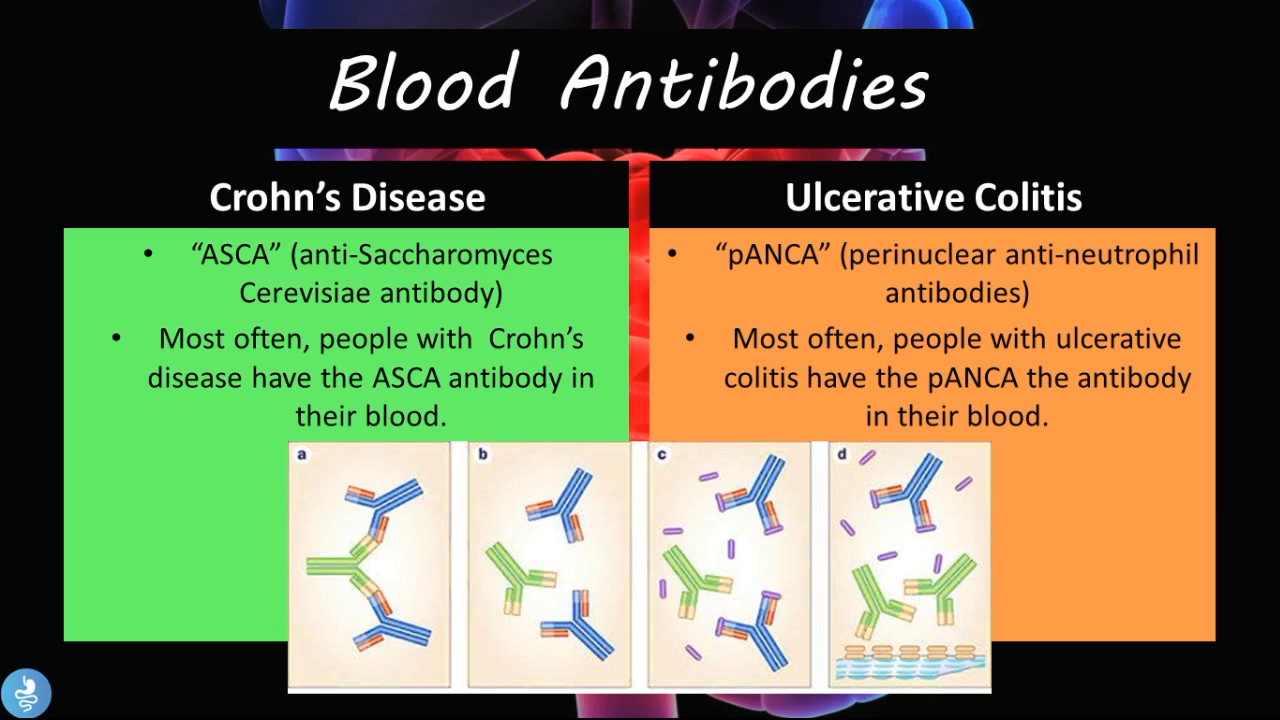 Blood Antibodies
Crohn’s Disease
• “ASCA” (anti-Saccharomyces
Cerevisiae antibody)
• Most often, people with Crohn’s
disease have the ASCA antibody in
their blood.
Ulcerative Colitis
• “pANCA” (perinuclear anti-neutrophil
antibodies)
• Most often, people with ulcerative
colitis have the pANCA the antibody
in their blood.
a
b
c
d